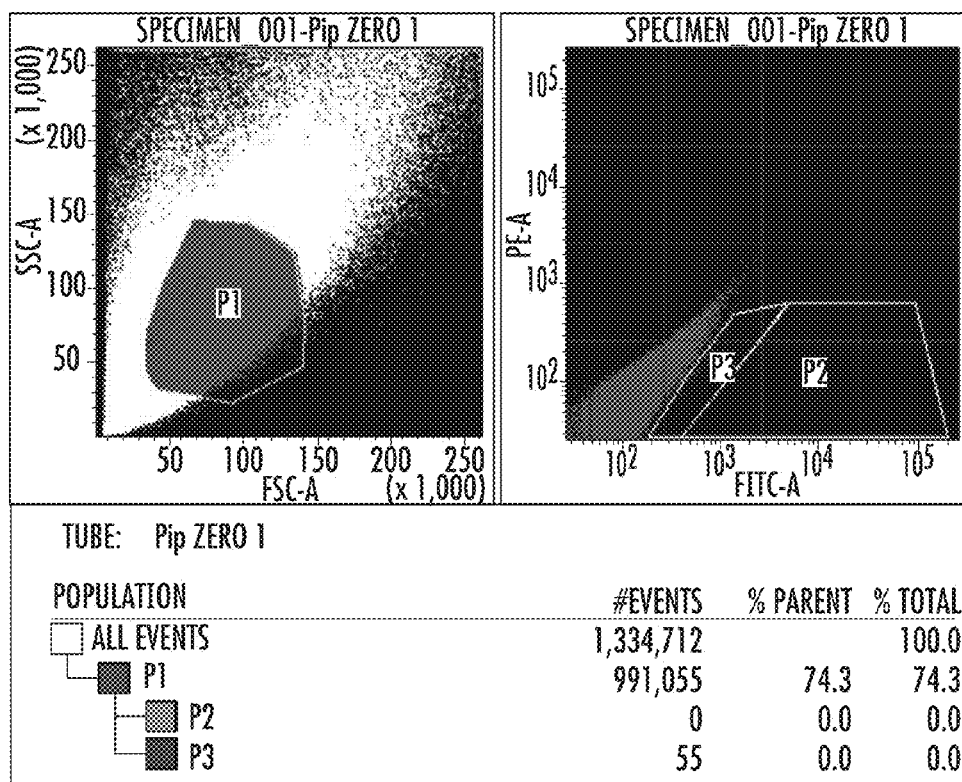 SPECIMEN_001-Pip ZERO 1
(x 1,000)
SSC-A
250
200
150
100
50
P1
50 100 150 200 250
FSC-A (x 1,000)
SPECIMEN_001-Pip ZERO 1
PE-A
10^5
10^4
10^3
10^2
P3 P2
10^2 10^3 10^4 10^5
FITC-A
TUBE: Pip ZERO 1
POPULATION #EVENTS % PARENT % TOTAL
ALL EVENTS 1,334,712 100.0
P1 991,055 74.3 74.3
P2 0 0.0 0.0
P3 55 0.0 0.0